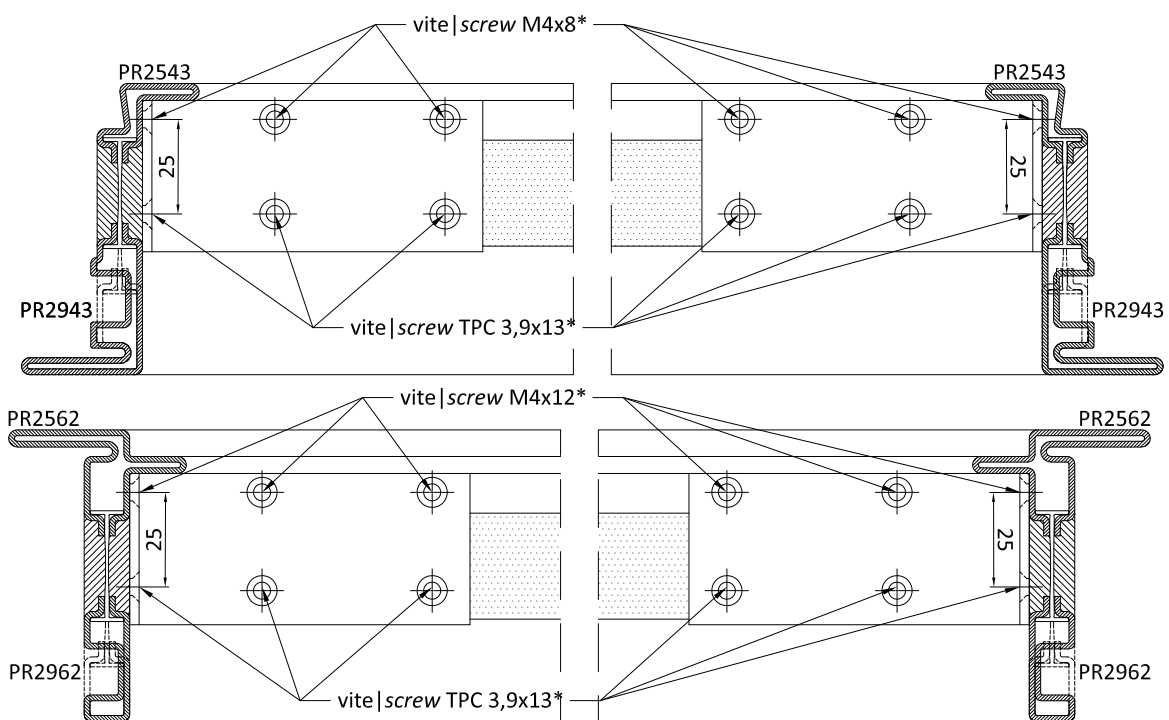 vite|screw M4x8*
PR2543
PR2543
25
25
PR2943
PR2943
vite|screw TPC 3,9x13*
vite|screw M4x12*
PR2562
PR2562
25
25
PR2962
PR2962
vite|screw TPC 3,9x13*